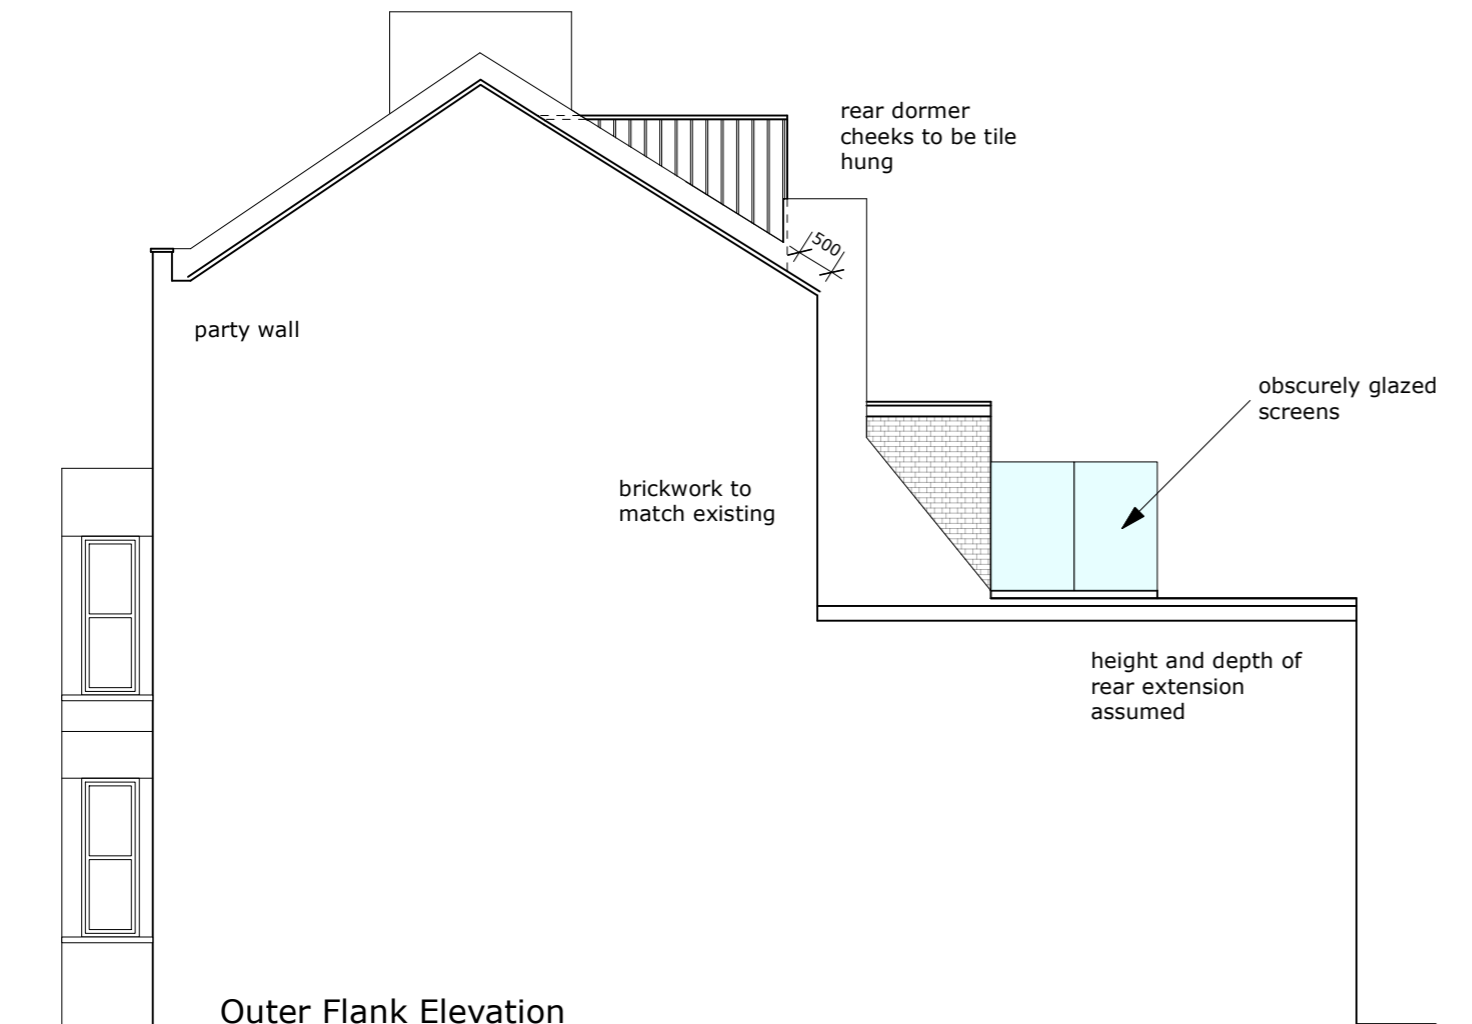 rear dormer
cheeks to be tile
hung
500
party wall
obscurely glazed
screens
brickwork to
match existing
height and depth of
rear extension
assumed
Outer Flank Elevation